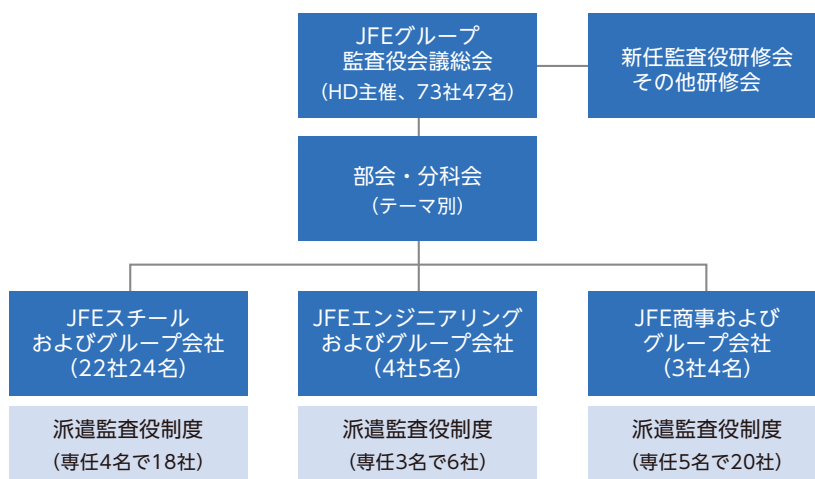 JFEグループ
監査役会議総会
（HD主催、73社47名）
新任監査役研修会
その他研修会
部会・分科会
（テーマ別）
JFEスチール
およびグループ会社
（22社24名）
JFEエンジニアリング
およびグループ会社
（4社5名）
JFE商事および
グループ会社
（3社4名）
派遣監査役制度
（専任4名で18社）
派遣監査役制度
（専任3名で6社）
派遣監査役制度
（専任5名で20社）